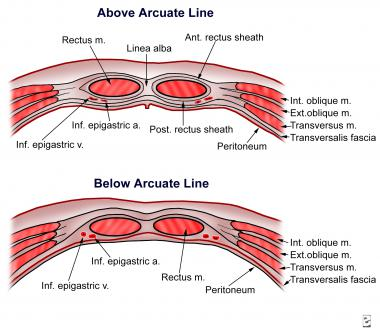 Above Arcuate Line
Rectus m.
Linea alba
Ant. rectus sheath
Int. oblique m.
Ext.oblique m.
Transversus m.
Transversalis fascia
Inf. epigastric a.
Post. rectus sheath
Inf. epigastric v.
Peritoneum
Below Arcuate Line
Int. oblique m.
Ext.oblique m.
Transversus m.
Transversalis fascia
Inf. epigastric a.
Rectus m.
Inf. epigastric v.
Peritoneum